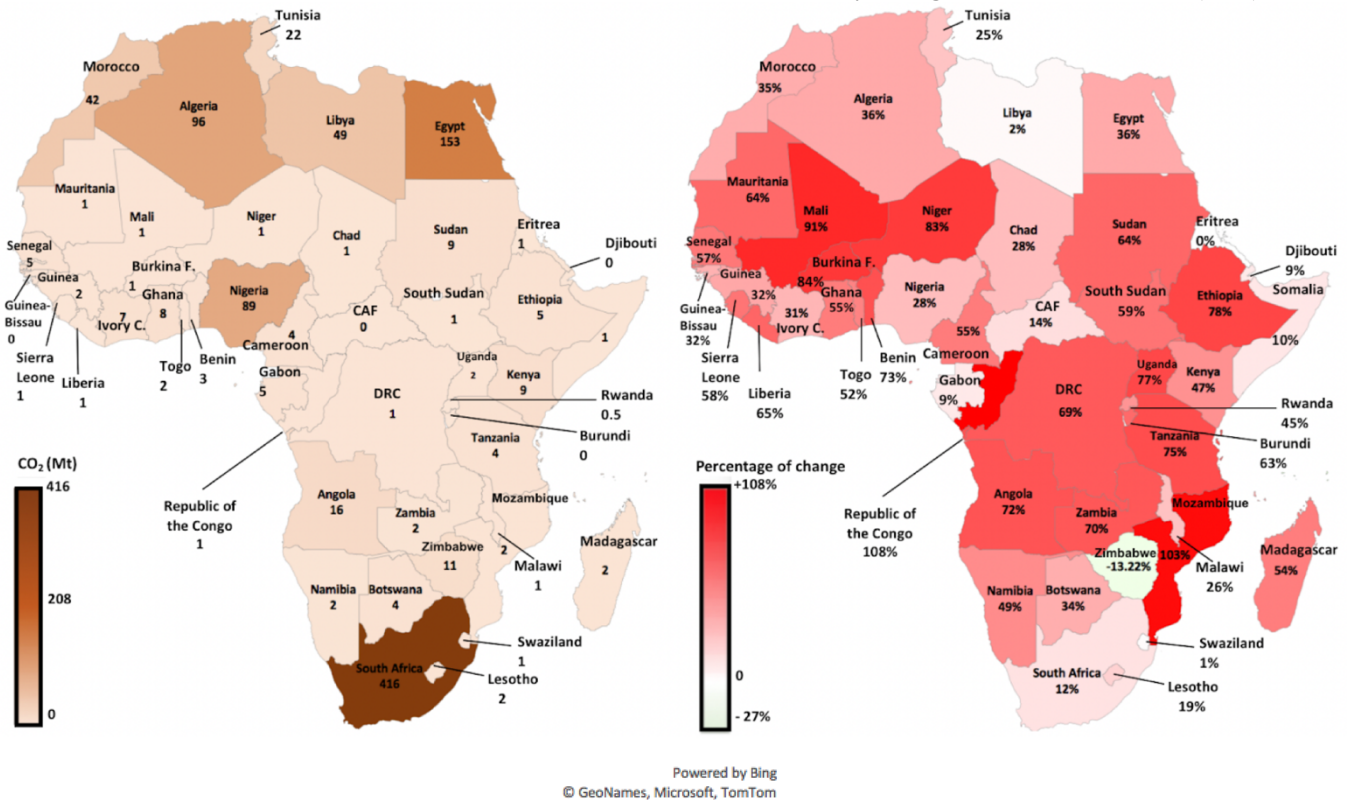 Tunisia
22
Morocco
42
Algeria
96
Libya
49
Egypt
153
Mauritania
1
Mali
1
Niger
1
Chad
1
Sudan
9
Eritrea
1
Djibouti
0
Senegal
5
Guinea
2
Burkina F.
1
Ghana
8
7
Ivory C.
Nigeria
89
Guinea-
Bissau
0
Sierra
Leone
1
Liberia
1
Togo
2
Benin
3
4
Cameroon
CAF
0
South Sudan
1
Ethiopia
5
1
Gabon
5
DRC
1
Uganda
2
Kenya
9
Rwanda
0.5
Burundi
0
Tanzania
4
Republic of
the Congo
1
Angola
16
Zambia
2
Mozambique
2
Malawi
1
Zimbabwe
11
Madagascar
2
Namibia
2
Botswana
4
South Africa
416
Swaziland
1
Lesotho
2
CO₂ (Mt)
416
208
0
Tunisia
25%
Morocco
35%
Algeria
36%
Libya
2%
Egypt
36%
Mauritania
64%
Mali
91%
Niger
83%
Chad
28%
Sudan
64%
Eritrea
0%
Djibouti
9%
Somalia
10%
Senegal
57%
Guinea
32%
Burkina F.
84%
Ghana
55%
31%
Ivory C.
Nigeria
28%
Guinea-
Bissau
32%
Sierra
Leone
58%
Liberia
65%
Togo
52%
Benin
73%
55%
Cameroon
CAF
14%
South Sudan
59%
Ethiopia
78%
Gabon
9%
DRC
69%
Uganda
77%
Kenya
47%
Rwanda
45%
Burundi
63%
Tanzania
75%
Republic of
the Congo
108%
Angola
72%
Zambia
70%
Mozambique
103%
Malawi
26%
Zimbabwe
-13.22%
Madagascar
54%
Namibia
49%
Botswana
34%
South Africa
12%
Swaziland
1%
Lesotho
19%
Percentage of change
+108%
0
- 27%
Powered by Bing
© GeoNames, Microsoft, TomTom